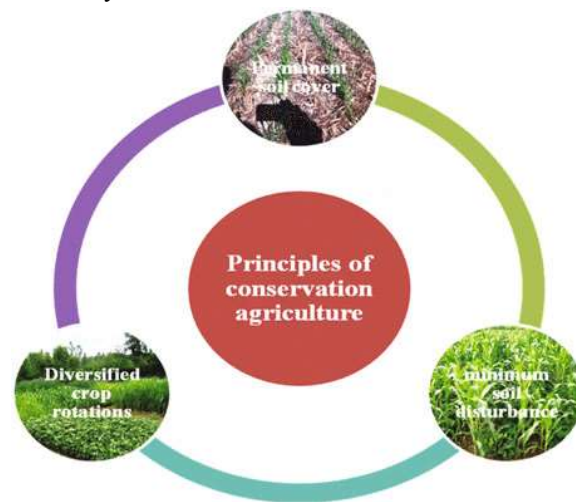 Permanent
soil cover
Principles of
conservation
agriculture
Diversified
crop
rotations
minimum
soil
disturbance